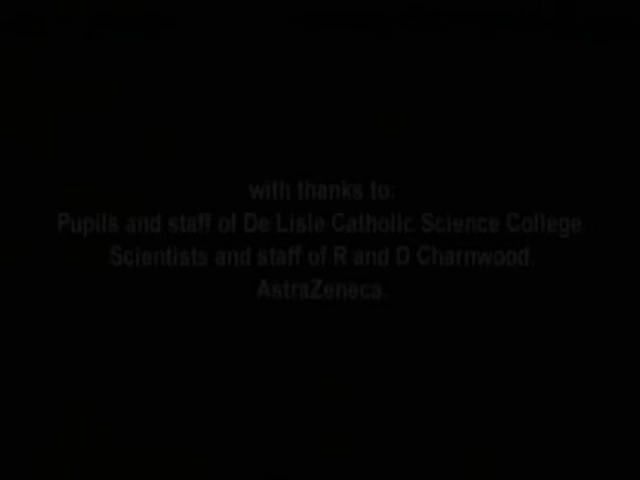 with thanks to:
Pupils and staff of De Lisle Catholic Science College.
Scientists and staff of R and D Charnwood,
AstraZeneca.